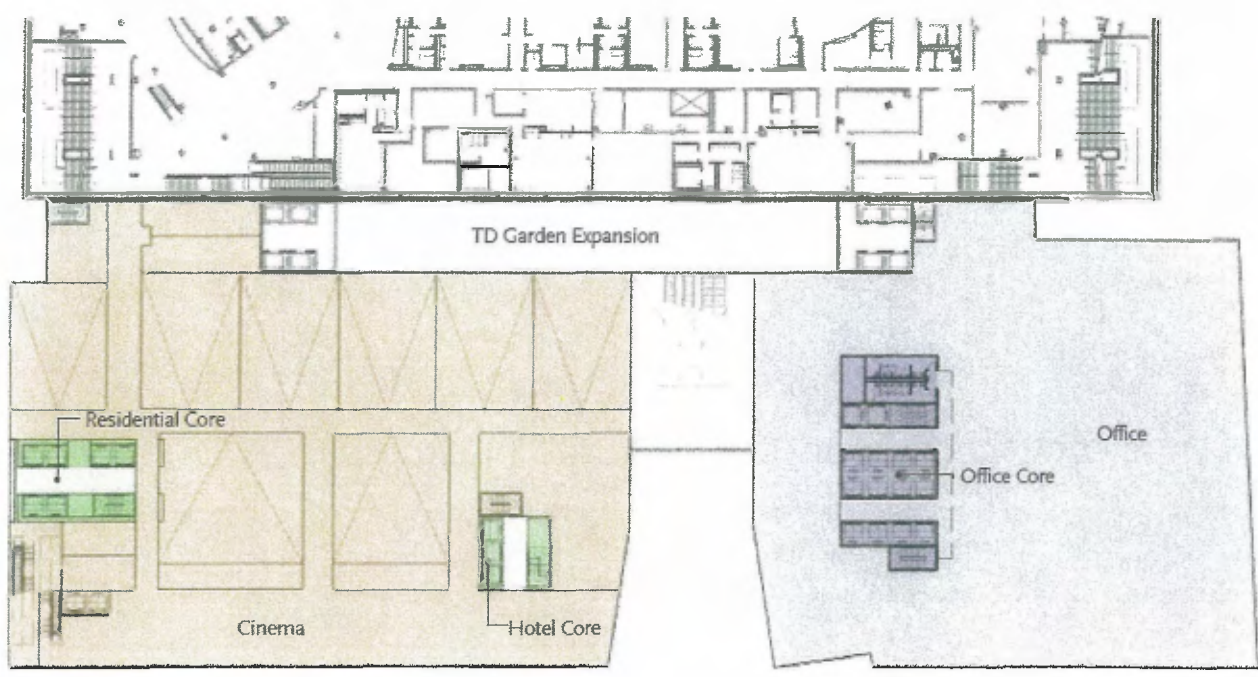 TD Garden Expansion
Residential Core
Office
Office Core
Cinema
Hotel Core